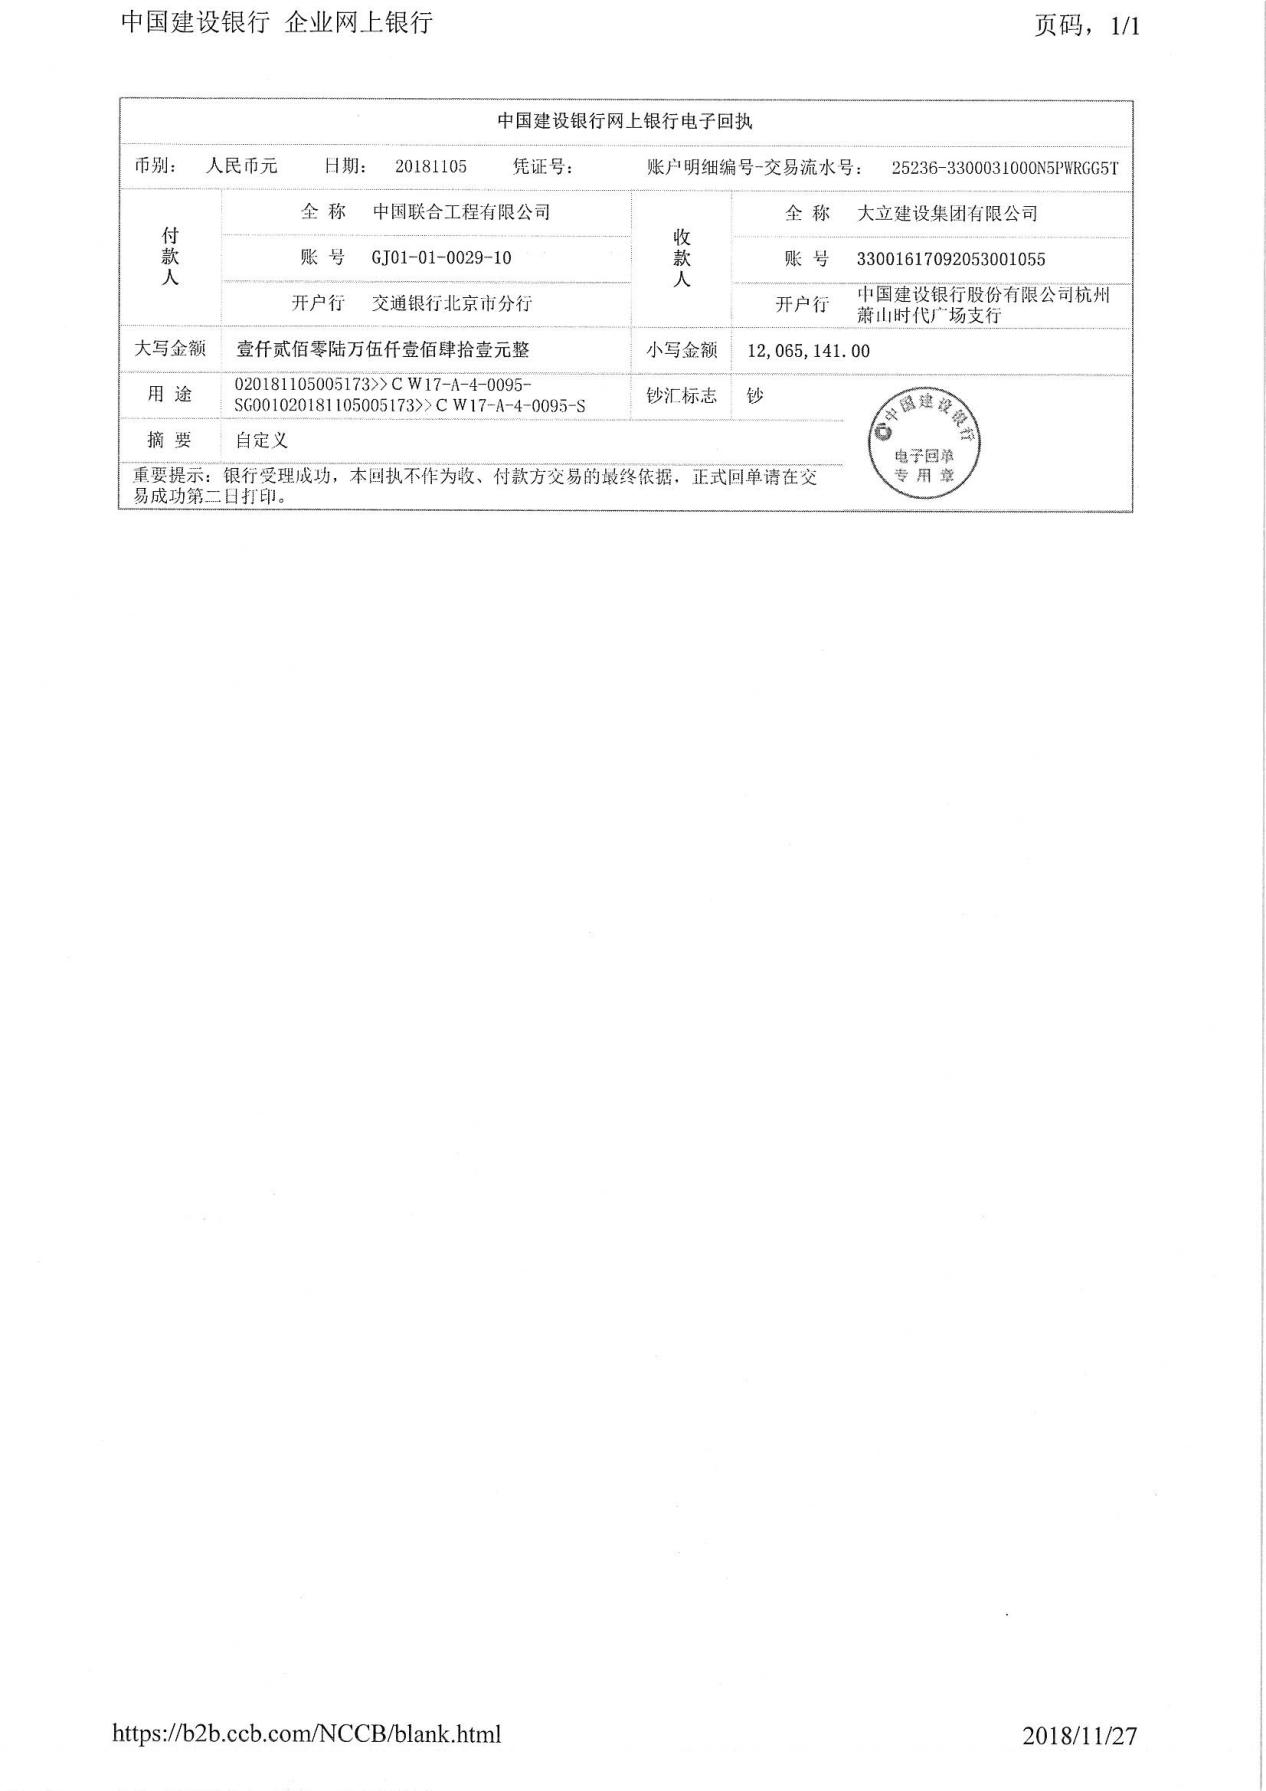 中国建设银行 企业网上银行
页码，1/1
中国建设银行网上银行电子回执
币别： 人民币元 日期： 20181105 凭证号： 账户明细编号-交易流水号： 25236-3300031000N5PWRGG5T
付款人
全 称 中国联合工程有限公司
账 号 GJ01-01-0029-10
开户行 交通银行北京市分行
收款人
全 称 大立建设集团有限公司
账 号 33001617092053001055
开户行 中国建设银行股份有限公司杭州
萧山时代广场支行
大写金额 壹仟贰佰零陆万伍仟壹佰肆拾壹元整
小写金额 12,065,141.00
用 途 020181105005173>>C W17-A-4-0095-
SG001020181105005173>>C W17-A-4-0095-S
钞汇标志 钞
摘 要 自定义
重要提示：银行受理成功，本回执不作为收、付款方交易的最终依据，正式回单请在交
易成功第二日打印。
中国建设银行
电子回单
专用章
https://b2b.ccb.com/NCCB/blank.html
2018/11/27